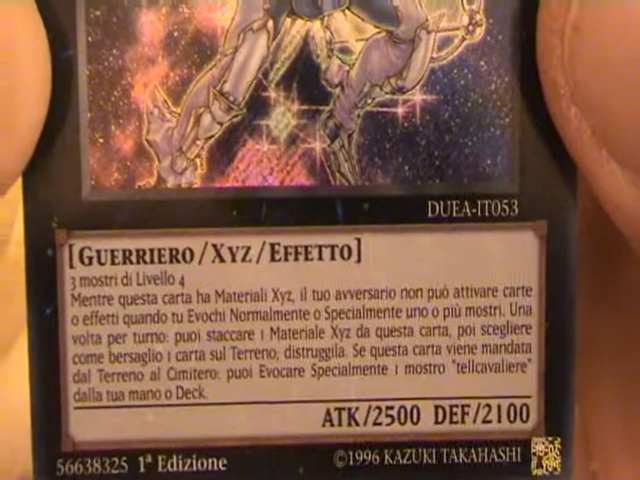 DUEA-IT053
[GUERRIERO/XYZ/EFFETTO]
3 mostri di Livello 4
Mentre questa carta ha Materiali Xyz, il tuo avversario non può attivare carte
o effetti quando tu Evochi Normalmente o Specialmente uno o più mostri. Una
volta per turno: puoi staccare 1 Materiale Xyz da questa carta, poi scegliere
come bersaglio 1 carta sul Terreno; distruggila. Se questa carta viene mandata
dal Terreno al Cimitero: puoi Evocare Specialmente 1 mostro "tellcavaliere"
dalla tua mano o Deck.
ATK/2500 DEF/2100
56638325 1ª Edizione ©1996 KAZUKI TAKAHASHI